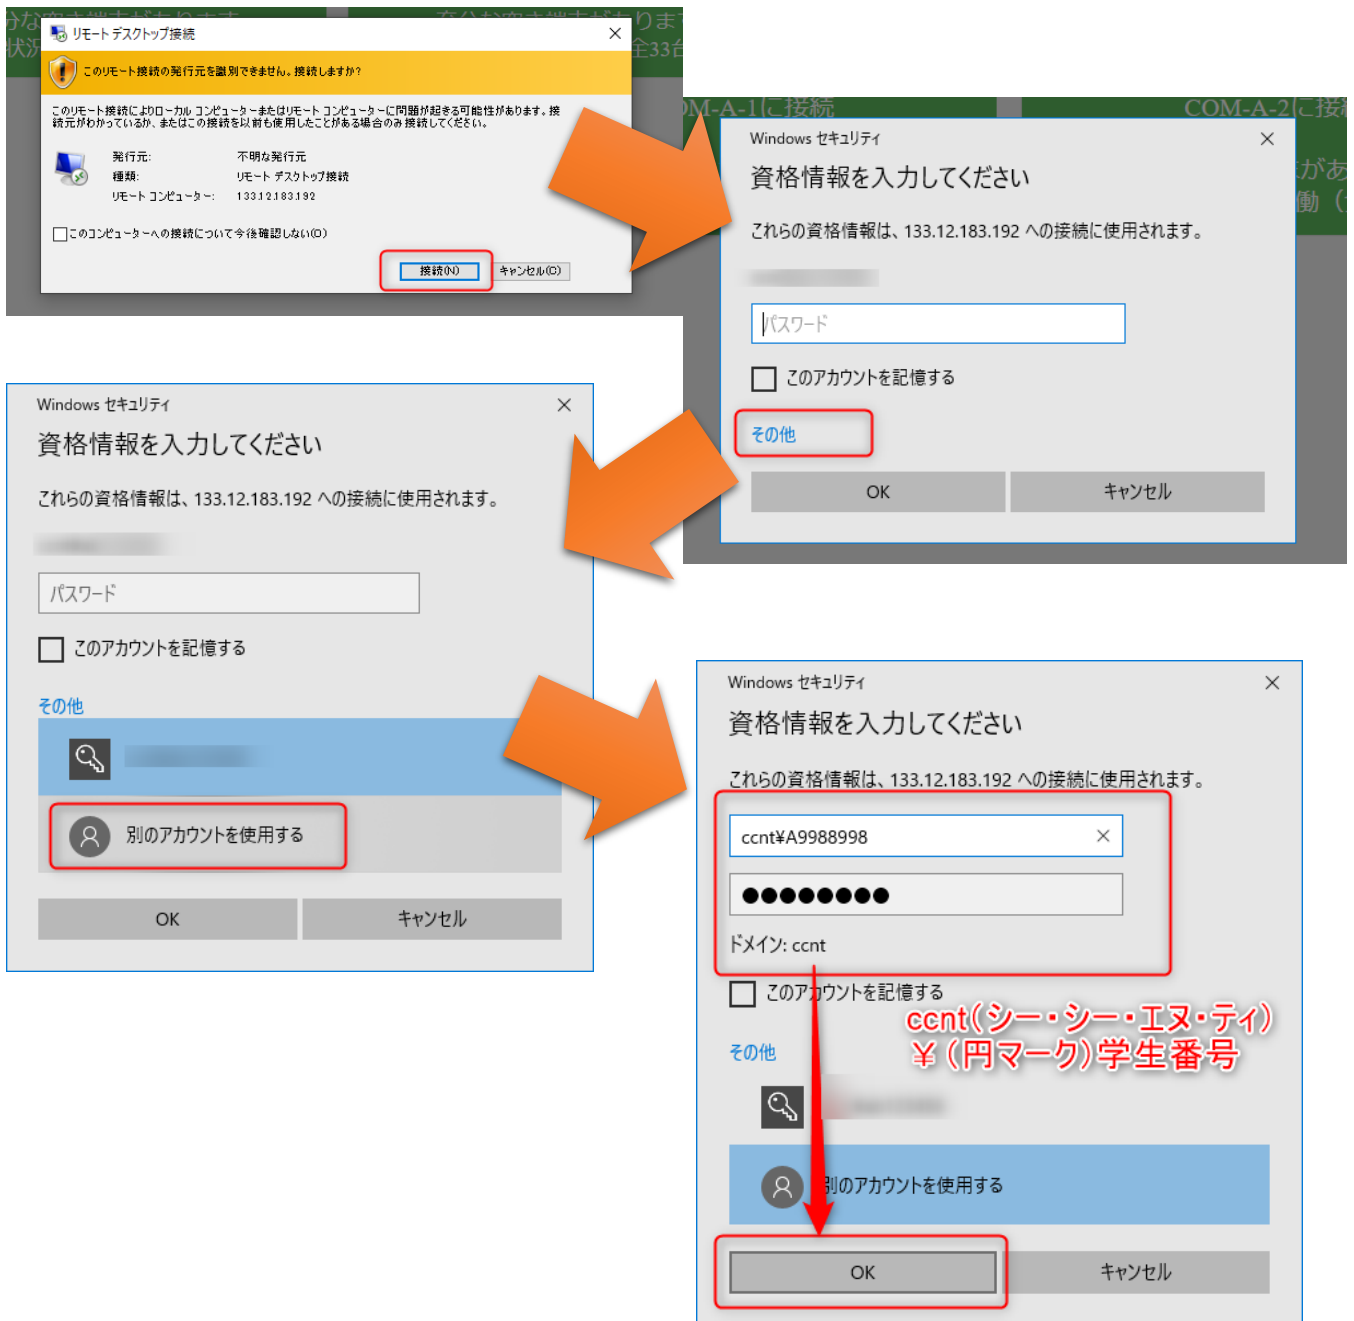 リモート デスクトップ接続
このリモート接続の発行元を識別できません。接続しますか?
このリモート接続によりローカル コンピューターまたはリモート コンピューターに問題が起きる可能性があります。接
続元がわかっているか、またはこの接続を以前も使用したことがある場合のみ接続してください。
発行元: 不明な発行元
種類: リモート デスクトップ接続
リモート コンピューター: 133.12.183.192
このコンピューターへの接続について今後確認しない(O)
接続(N) キャンセル(C)
全33台
COM-A-1に接続 COM-A-2に接続
Windows セキュリティ
資格情報を入力してください
これらの資格情報は、133.12.183.192 への接続に使用されます。
パスワード
このアカウントを記憶する
その他
OK キャンセル
Windows セキュリティ
資格情報を入力してください
これらの資格情報は、133.12.183.192 への接続に使用されます。
パスワード
このアカウントを記憶する
その他
別のアカウントを使用する
OK キャンセル
Windows セキュリティ
資格情報を入力してください
これらの資格情報は、133.12.183.192 への接続に使用されます。
ccnt¥A9988998
ドメイン: ccnt
このアカウントを記憶する
ccnt(シー・シー・エヌ・ティ)
¥(円マーク)学生番号
その他
別のアカウントを使用する
OK キャンセル